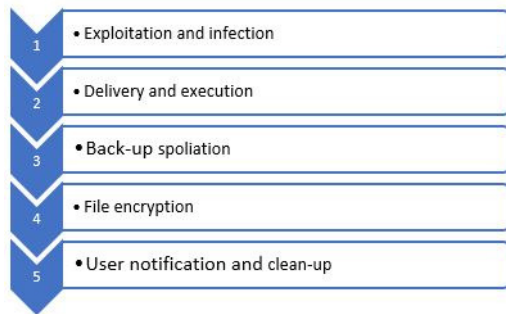 1
• Exploitation and infection
2
• Delivery and execution
3
• Back-up spoliation
4
• File encryption
5
• User notification and clean-up